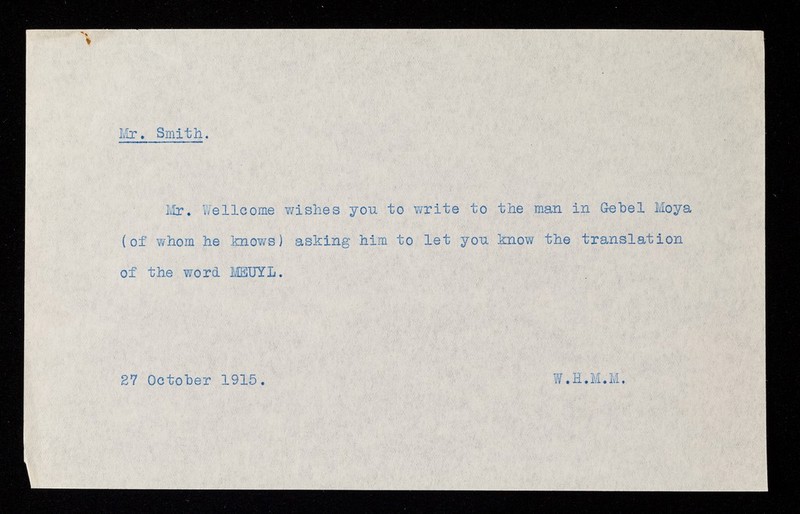 Mr. Smith.
Mr. Wellcome wishes you to write to the man in Gebel Moya
(of whom he knows) asking him to let you know the translation
of the word MEUYL.
27 October 1915. W.H.M.M.